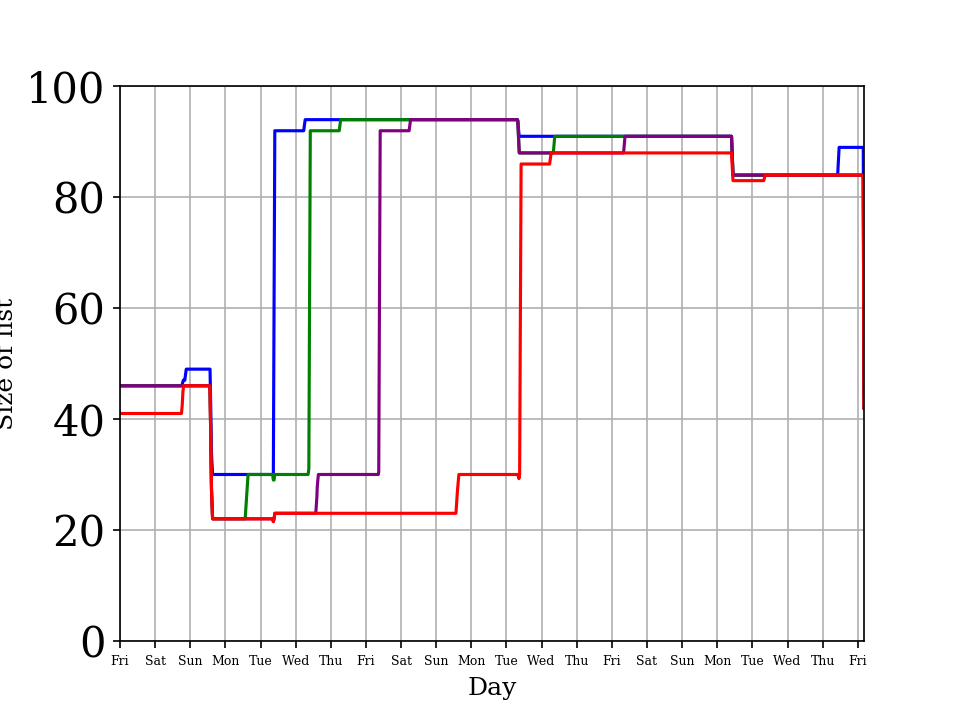 100
80
60
40
20
0
Size of list
Fri Sat Sun Mon Tue Wed Thu Fri Sat Sun Mon Tue Wed Thu Fri Sat Sun Mon Tue Wed Thu Fri
Day